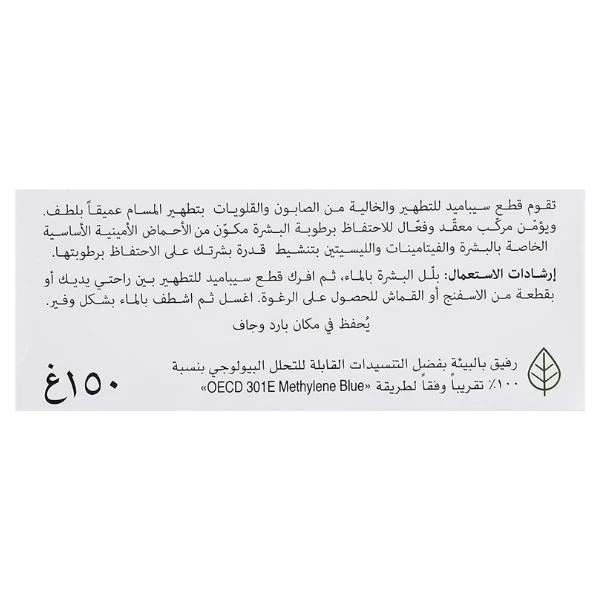 تقوم قطع سيباميد للتطهير والخالية من الصابون والقلويات بتطهير المسام عميقاً بلطف.
ويؤمّن مركّب معقّد وفعّال للاحتفاظ برطوبة البشرة مكوّن من الأحماض الأمينية الأساسية
الخاصة بالبشرة والفيتامينات والليسيتين بتنشيط قدرة بشرتك على الاحتفاظ برطوبتها.
إرشادات الاستعمال: بلّل البشرة بالماء، ثم افرك قطع سيباميد للتطهير بين راحتي يديك أو
بقطعة من الاسفنج أو القماش للحصول على الرغوة. اغسل ثم اشطف بالماء بشكل وفير.
يُحفظ في مكان بارد وجاف
رفيق بالبيئة بفضل التنسيدات القابلة للتحلل البيولوجي بنسبة
١٠٠٪ تقريباً وفقاً لطريقة «OECD 301E Methylene Blue»
١٥٠غ